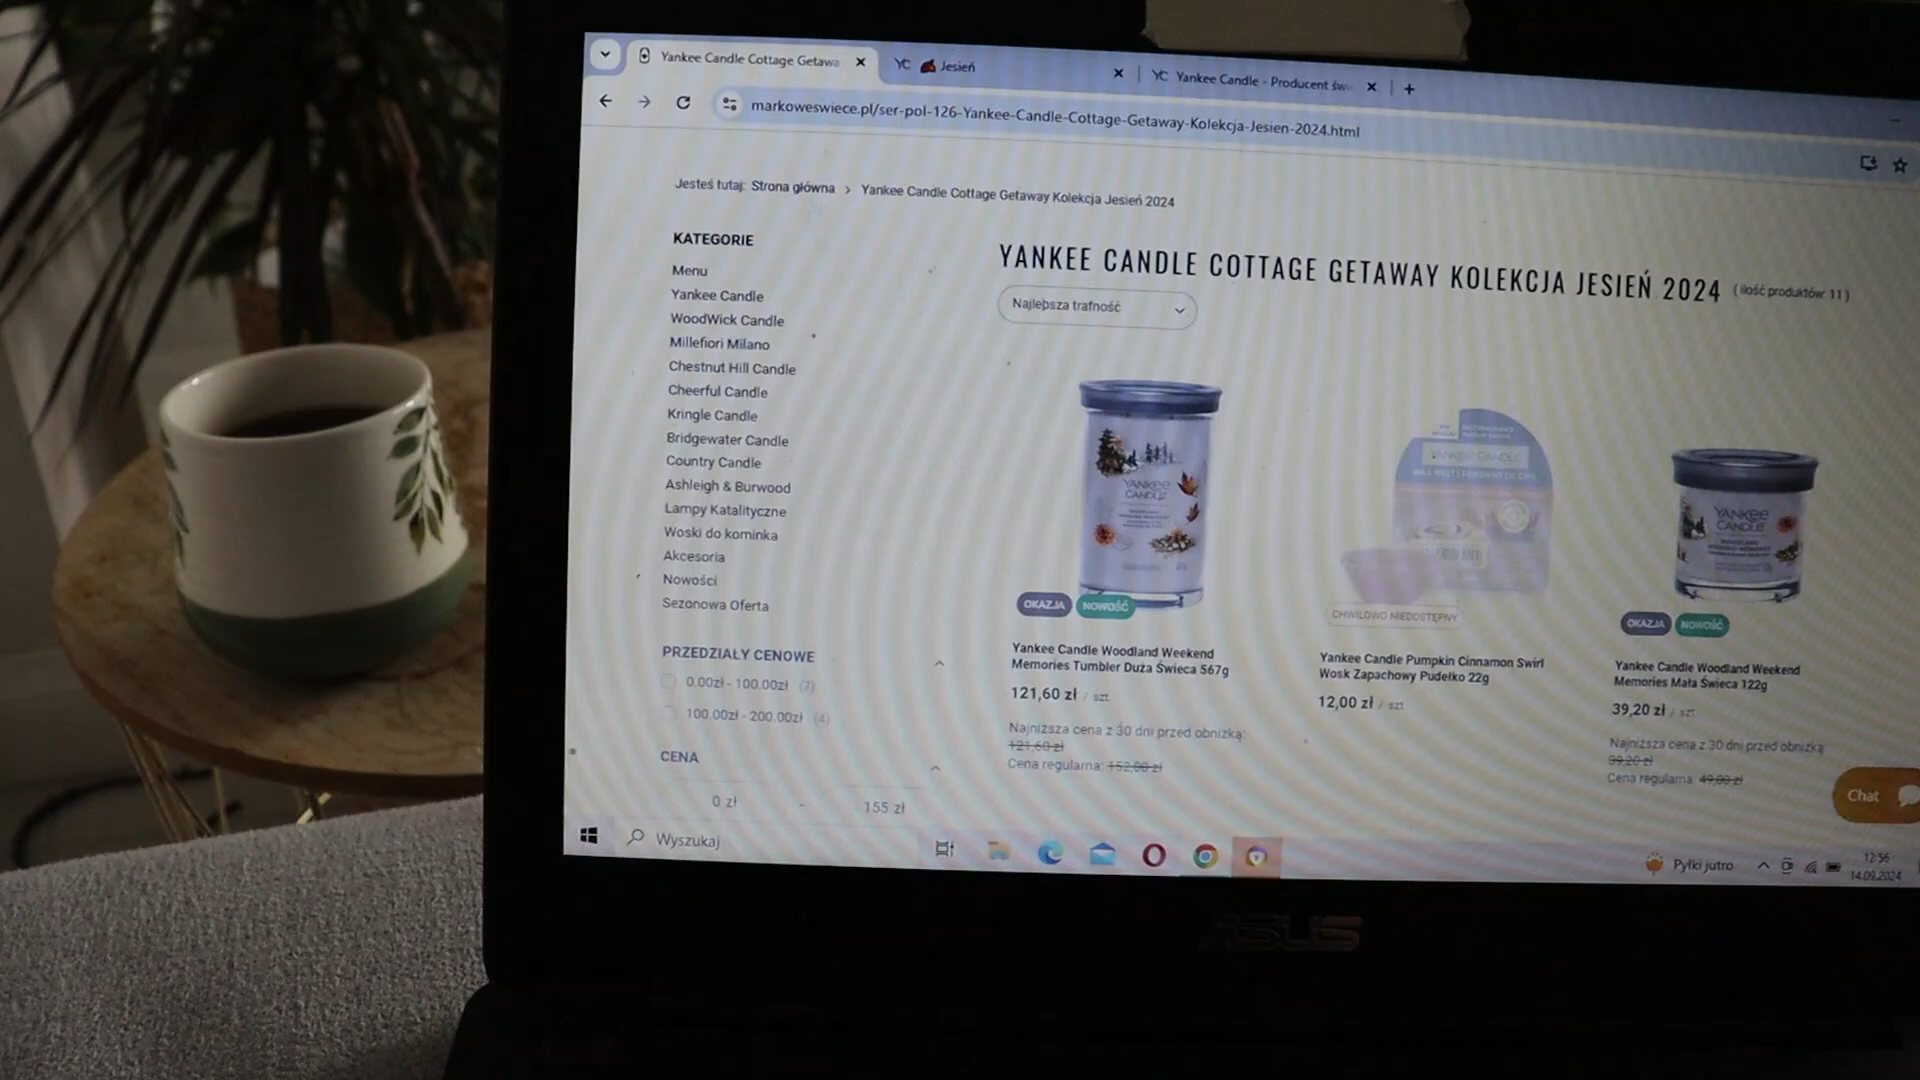 Yankee Candle Cottage Getawa
Jesień
Yankee Candle - Producent świ
markoweswiece.pl/ser-pol-126-Yankee-Candle-Cottage-Getaway-Kolekcja-Jesien-2024.html
Jesteś tutaj: Strona główna > Yankee Candle Cottage Getaway Kolekcja Jesień 2024
KATEGORIE
Menu
Yankee Candle
WoodWick Candle
Millefiori Milano
Chestnut Hill Candle
Cheerful Candle
Kringle Candle
Bridgewater Candle
Country Candle
Ashleigh & Burwood
Lampy Katalityczne
Woski do kominka
Akcesoria
Nowości
Sezonowa Oferta
PRZEDZIAŁY CENOWE
0.00zł - 100.00zł (7)
100.00zł - 200.00zł (4)
CENA
0 zł - 155 zł
YANKEE CANDLE COTTAGE GETAWAY KOLEKCJA JESIEŃ 2024 ( ilość produktów: 11 )
Najlepsza trafność
YANKEE
CANDLE
OKAZJA NOWOŚĆ
Yankee Candle Woodland Weekend
Memories Tumbler Duża Świeca 567g
121,60 zł / szt.
Najniższa cena z 30 dni przed obniżką:
121,60 zł
Cena regularna: 152,00 zł
YANKEE CANDLE
CHWILOWO NIEDOSTĘPNY
Yankee Candle Pumpkin Cinnamon Swirl
Wosk Zapachowy Pudełko 22g
12,00 zł / szt.
YANKEE
CANDLE
OKAZJA NOWOŚĆ
Yankee Candle Woodland Weekend
Memories Mała Świeca 122g
39,20 zł / szt.
Najniższa cena z 30 dni przed obniżką:
39,20 zł
Cena regularna: 49,00 zł
Chat
Wyszukaj
Pyłki jutro
12:56
14.09.2024
ASUS